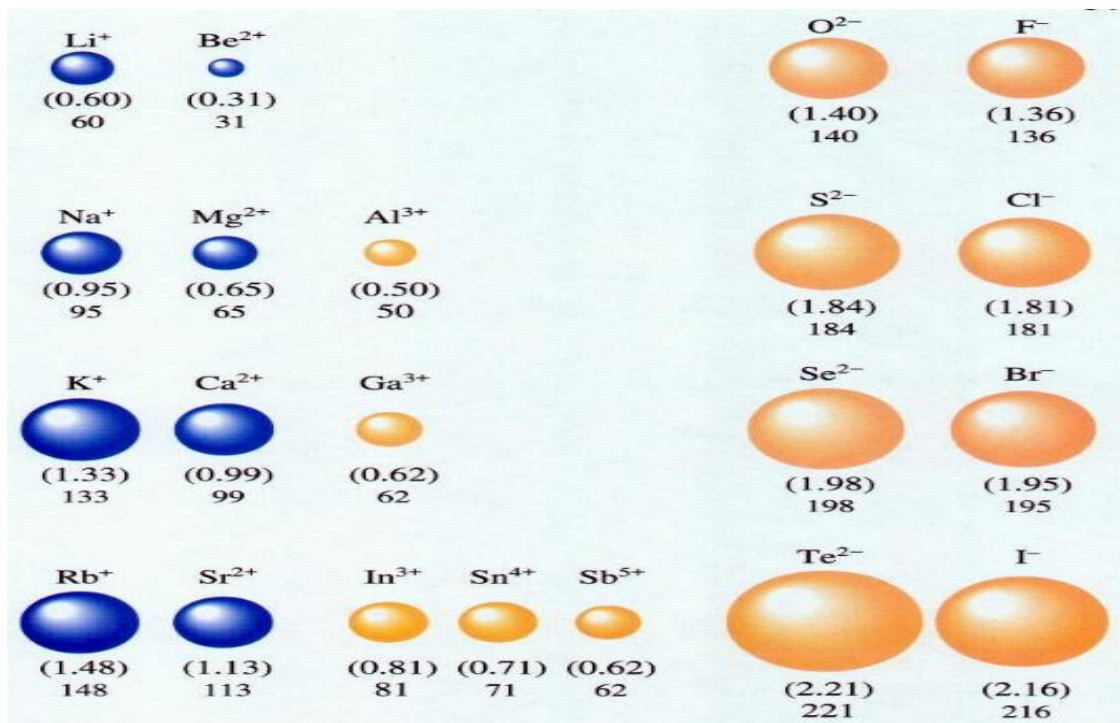 Li⁺ Be²⁺ O²⁻ F⁻
(0.60) (0.31) (1.40) (1.36)
60 31 140 136
Na⁺ Mg²⁺ Al³⁺ S²⁻ Cl⁻
(0.95) (0.65) (0.50) (1.84) (1.81)
95 65 50 184 181
K⁺ Ca²⁺ Ga³⁺ Se²⁻ Br⁻
(1.33) (0.99) (0.62) (1.98) (1.95)
133 99 62 198 195
Rb⁺ Sr²⁺ In³⁺ Sn⁴⁺ Sb⁵⁺ Te²⁻ I⁻
(1.48) (1.13) (0.81) (0.71) (0.62) (2.21) (2.16)
148 113 81 71 62 221 216